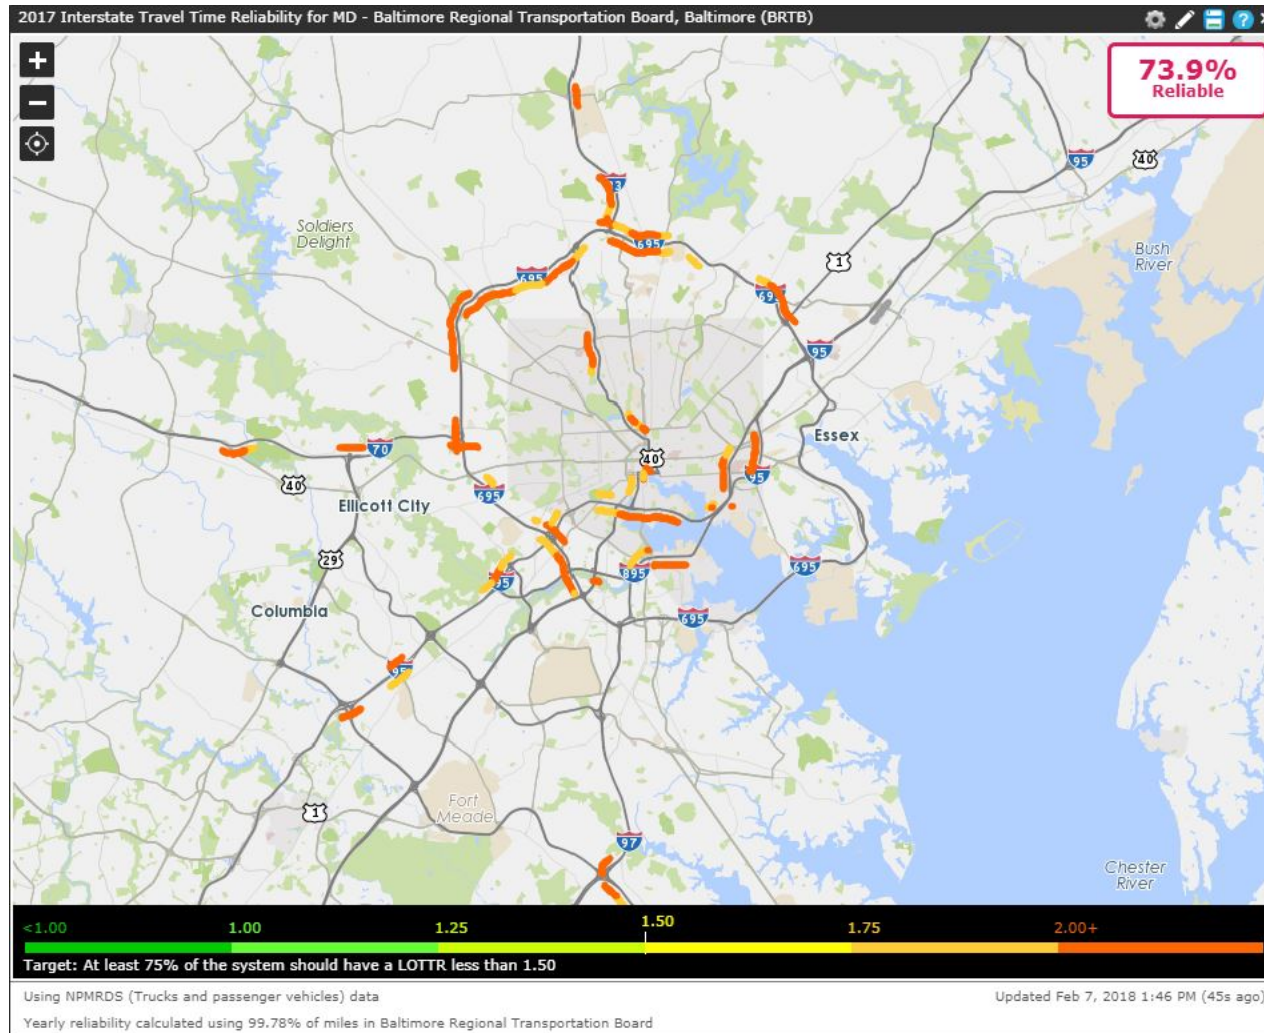 2017 Interstate Travel Time Reliability for MD - Baltimore Regional Transportation Board, Baltimore (BRTB)
73.9%
Reliable
+
−
95
40
Soldiers
Delight
695
1
Bush
River
695
695
95
Essex
70
40
40
95
695
Ellicott City
29
95
895
695
Columbia
695
95
1
Fort
Meade
97
Chester
River
<1.00
1.00
1.25
1.50
1.75
2.00+
Target: At least 75% of the system should have a LOTTR less than 1.50
Using NPMRDS (Trucks and passenger vehicles) data
Updated Feb 7, 2018 1:46 PM (45s ago)
Yearly reliability calculated using 99.78% of miles in Baltimore Regional Transportation Board